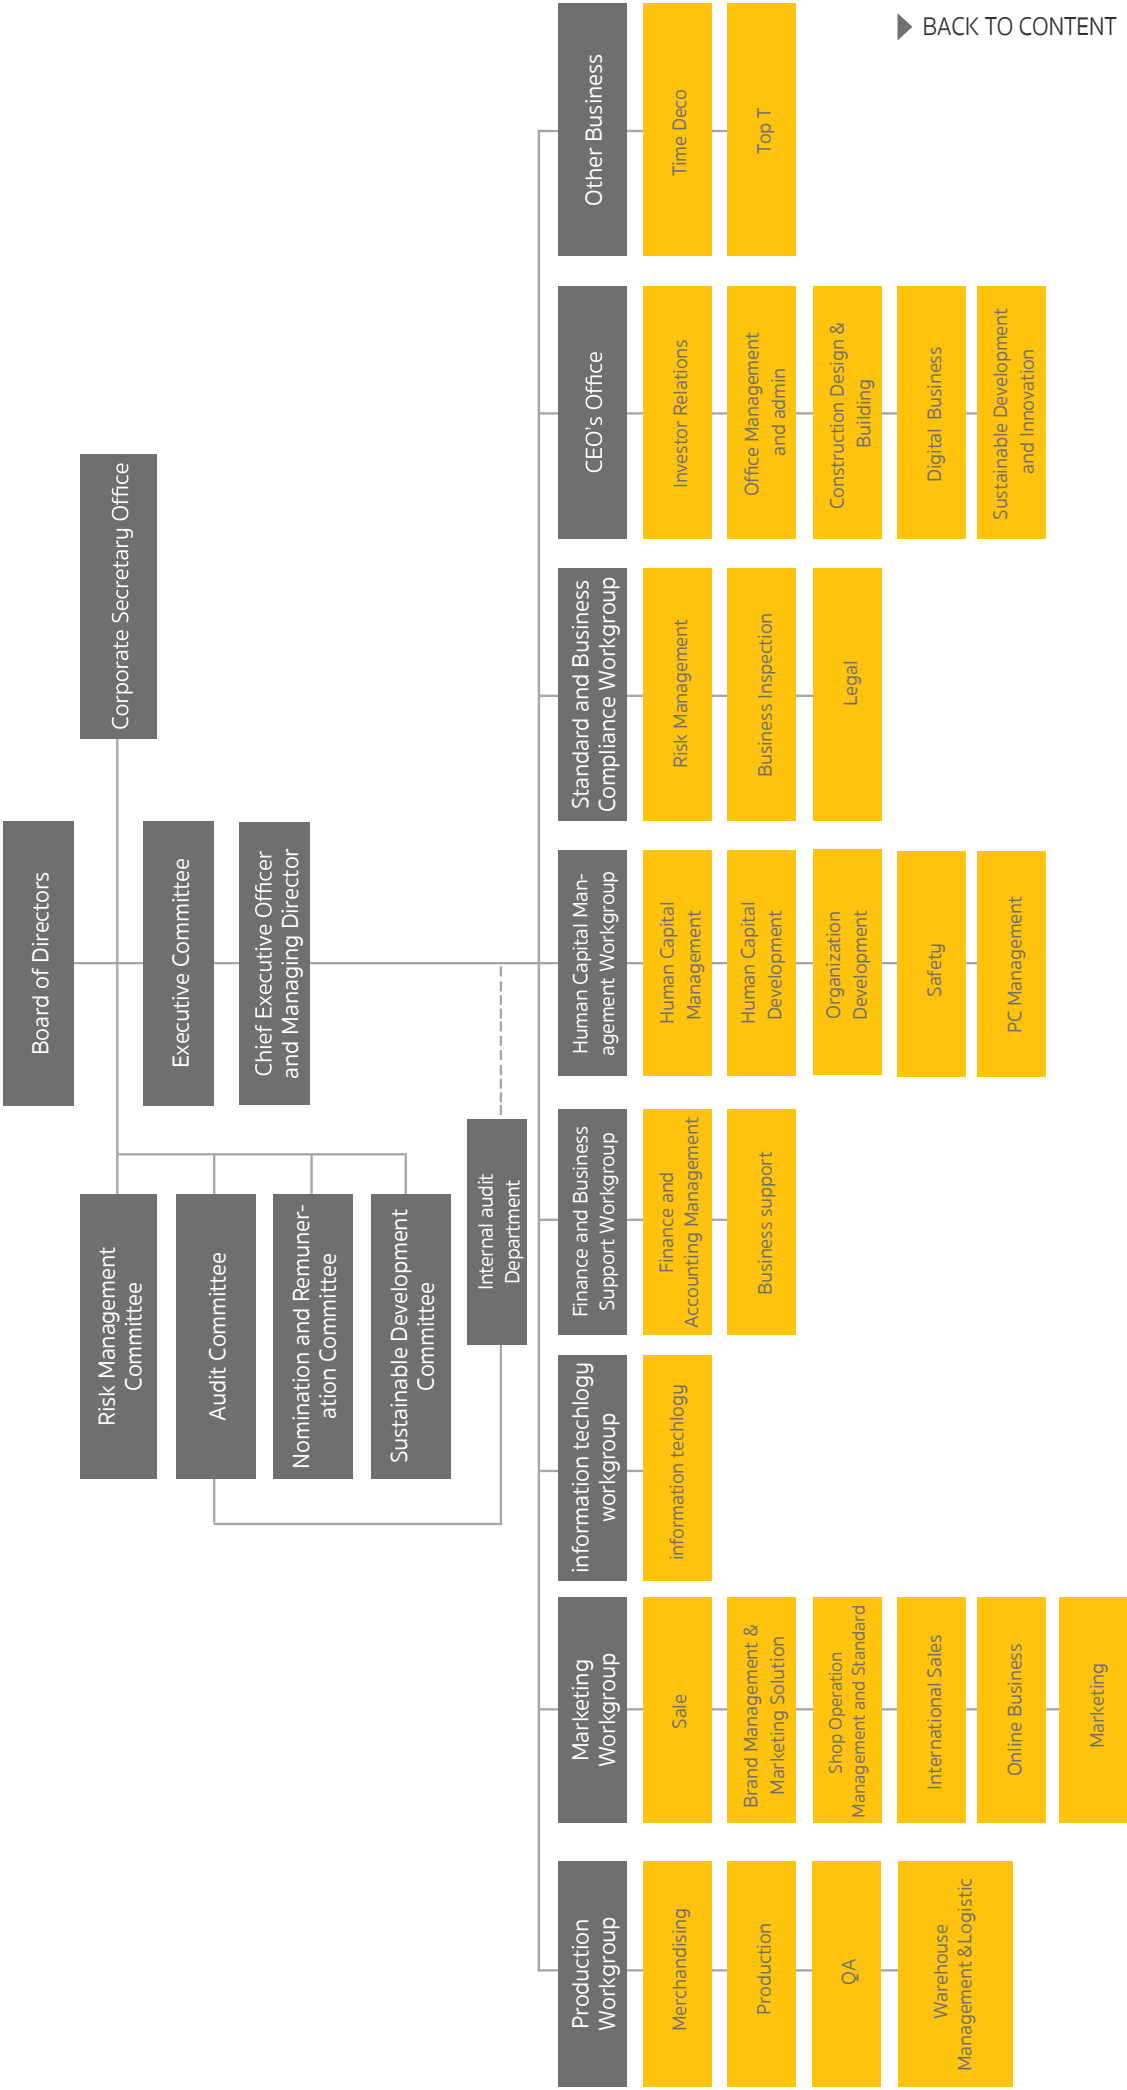 BACK TO CONTENT
Board of Directors
Corporate Secretary Office
Executive Committee
Chief Executive Officer
and Managing Director
Risk Management
Committee
Audit Committee
Nomination and Remuner-
ation Committee
Sustainable Development
Committee
Internal audit
Department
Production
Workgroup
Merchandising
Production
QA
Warehouse
Management &Logistic
Marketing
Workgroup
Sale
Brand Management &
Marketing Solution
Shop Operation
Management and Standard
International Sales
Online Business
Marketing
information techlogy
workgroup
information techlogy
Finance and Business
Support Workgroup
Finance and
Accounting Management
Business support
Human Capital Man-
agement Workgroup
Human Capital
Management
Human Capital
Development
Organization
Development
Safety
PC Management
Standard and Business
Compliance Workgroup
Risk Management
Business Inspection
Legal
CEO's Office
Investor Relations
Office Management
and admin
Construction Design &
Building
Digital Business
Sustainable Development
and Innovation
Other Business
Time Deco
Top T